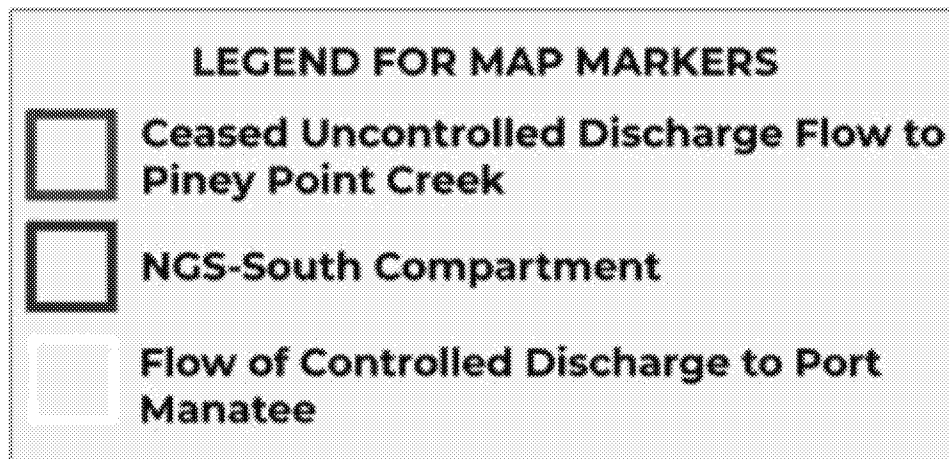 LEGEND FOR MAP MARKERS
Ceased Uncontrolled Discharge Flow to
Piney Point Creek
NGS-South Compartment
Flow of Controlled Discharge to Port
Manatee